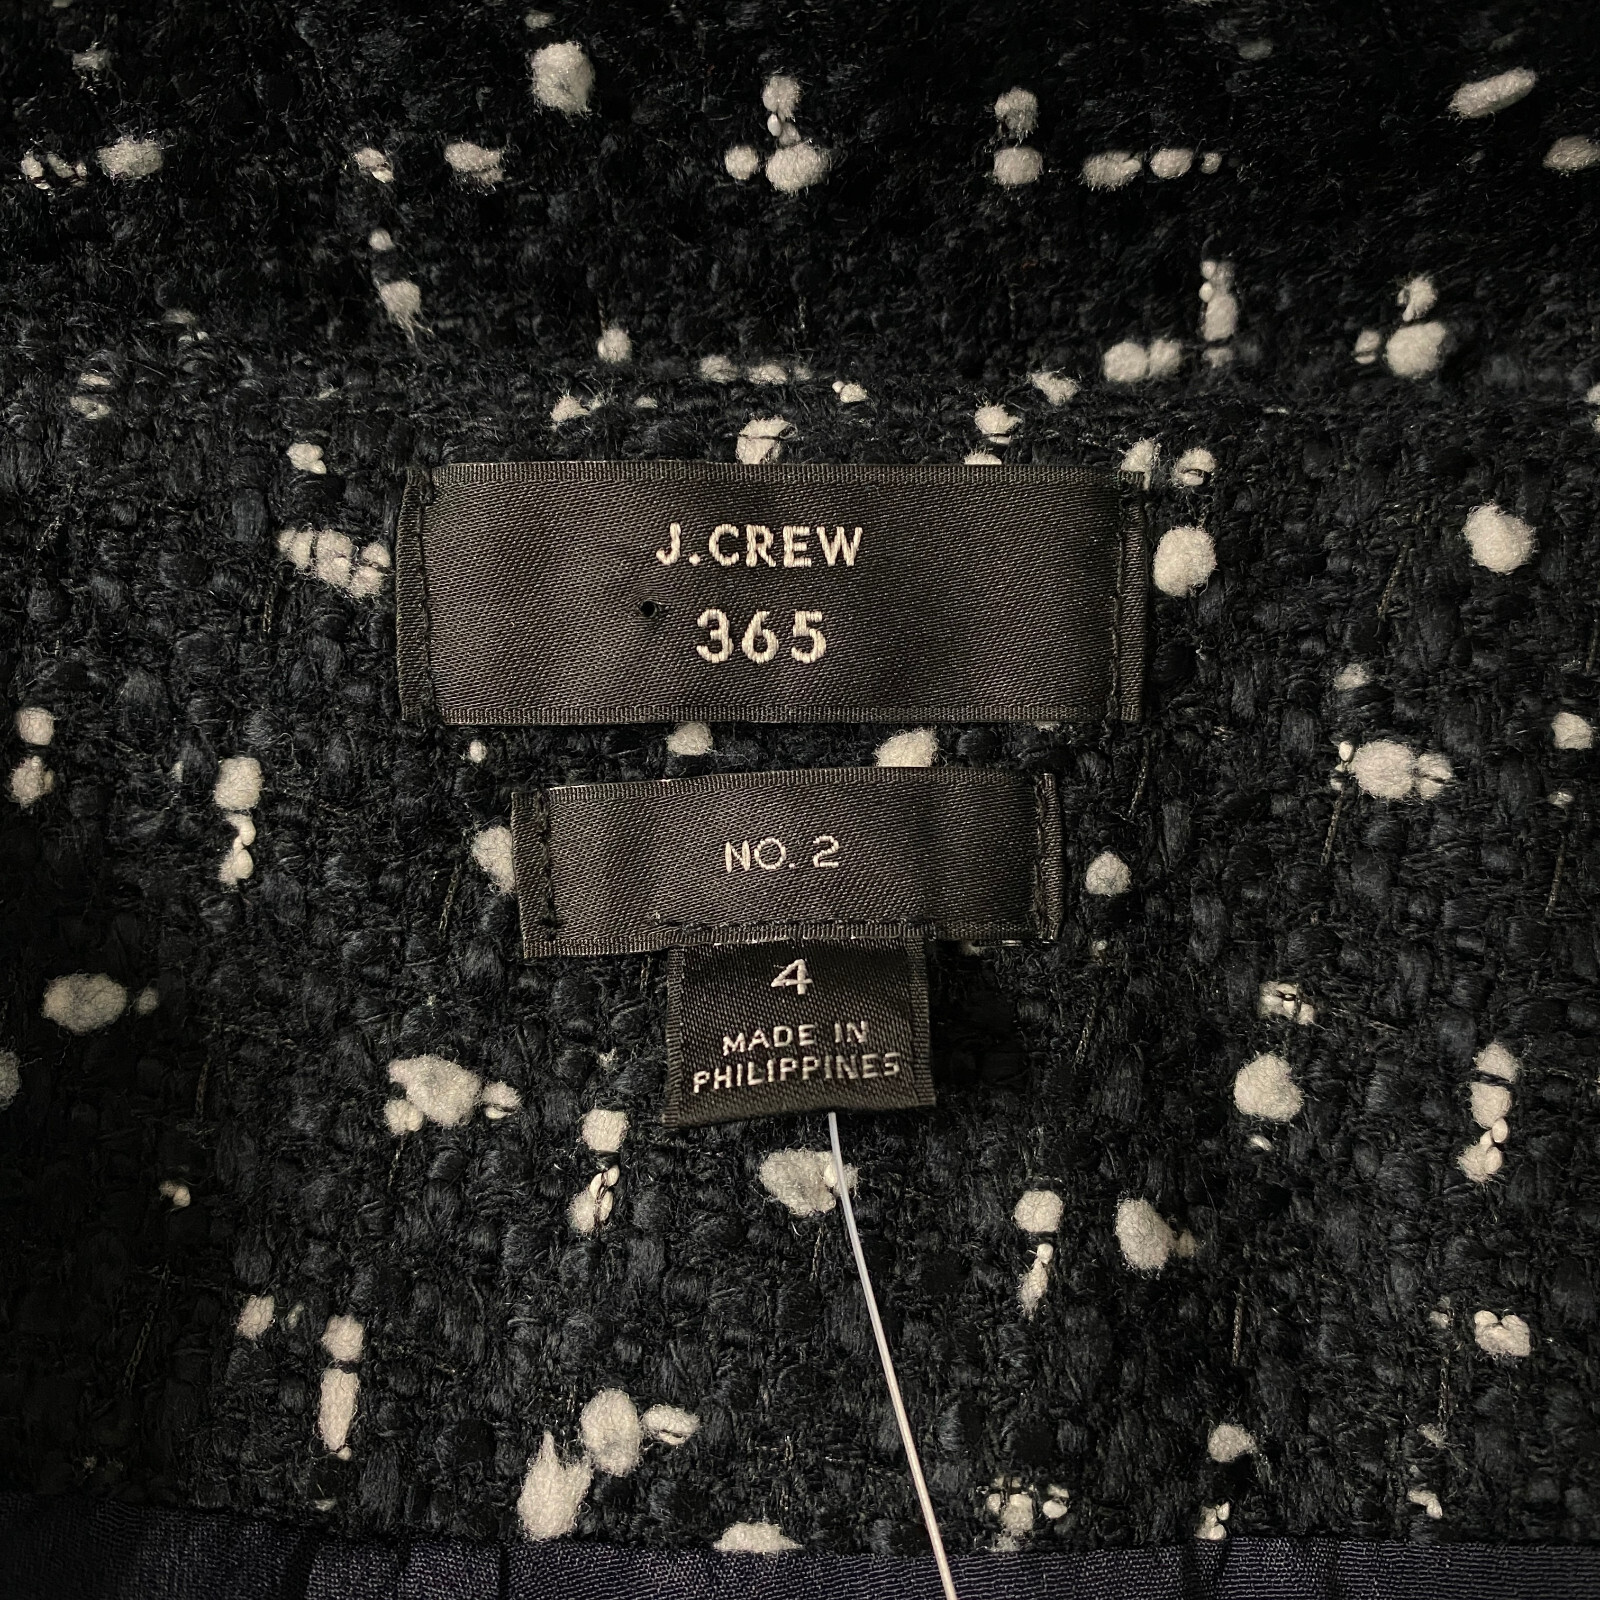 J.CREW
365
NO. 2
4
MADE IN
PHILIPPINES